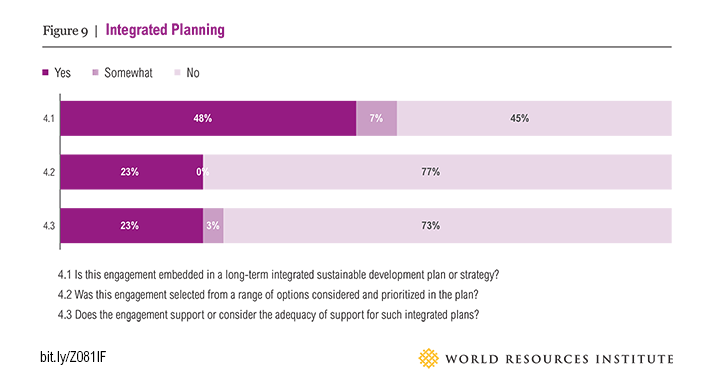 Figure 9 | Integrated Planning
Yes Somewhat No
4.1 48% 7% 45%
4.2 23% 0% 77%
4.3 23% 3% 73%
4.1 Is this engagement embedded in a long-term integrated sustainable development plan or strategy?
4.2 Was this engagement selected from a range of options considered and prioritized in the plan?
4.3 Does the engagement support or consider the adequacy of support for such integrated plans?
bit.ly/Z081IF WORLD RESOURCES INSTITUTE